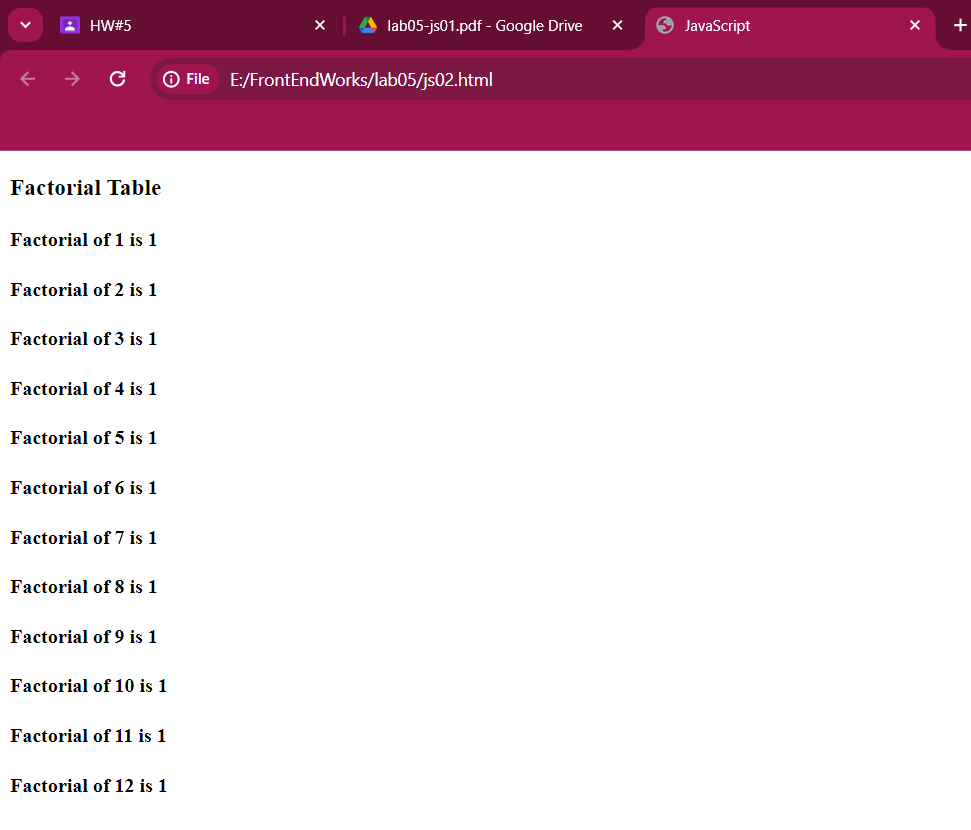 HW#5
lab05-js01.pdf - Google Drive
JavaScript
File E:/FrontEndWorks/lab05/js02.html
Factorial Table
Factorial of 1 is 1
Factorial of 2 is 1
Factorial of 3 is 1
Factorial of 4 is 1
Factorial of 5 is 1
Factorial of 6 is 1
Factorial of 7 is 1
Factorial of 8 is 1
Factorial of 9 is 1
Factorial of 10 is 1
Factorial of 11 is 1
Factorial of 12 is 1